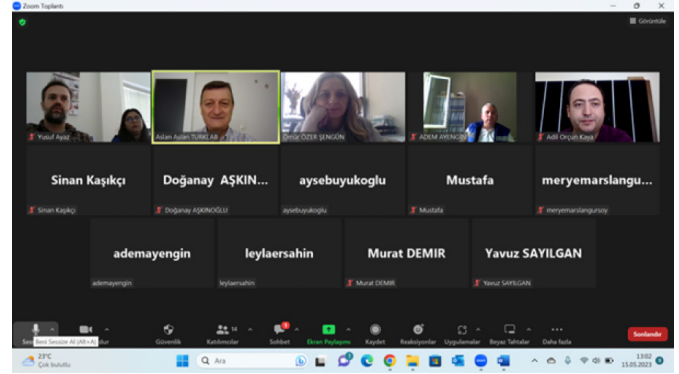 Zoom Toplantı
Görüntüle
Yusuf Ayaz
Aslan Aslan TURKLAB
Ömür ÖZER ŞENGÜN
ADEM AYENGİN
Adil Orçun Kaya
Sinan Kaşıkçı
Doğanay AŞKIN...
aysebuyukoglu
Mustafa
meryemarslangu...
Sinan Kaşıkçı
Doğanay AŞKINOĞLU
aysebuyukoglu
Mustafa
meryemarslangursoy
ademayengin
leylaersahin
Murat DEMIR
Yavuz SAYILGAN
ademayengin
leylaersahin
Murat DEMIR
Yavuz SAYILGAN
14
Beni Sessize Al (Alt+A)
Güvenlik
Katılımcılar
Sohbet
Ekran Paylaşımı
Kaydet
Reaksiyonlar
Uygulamalar
Beyaz Tahtalar
Daha fazla
Sonlandır
23°C
Çok bulutlu
Ara
13:02
15.05.2023